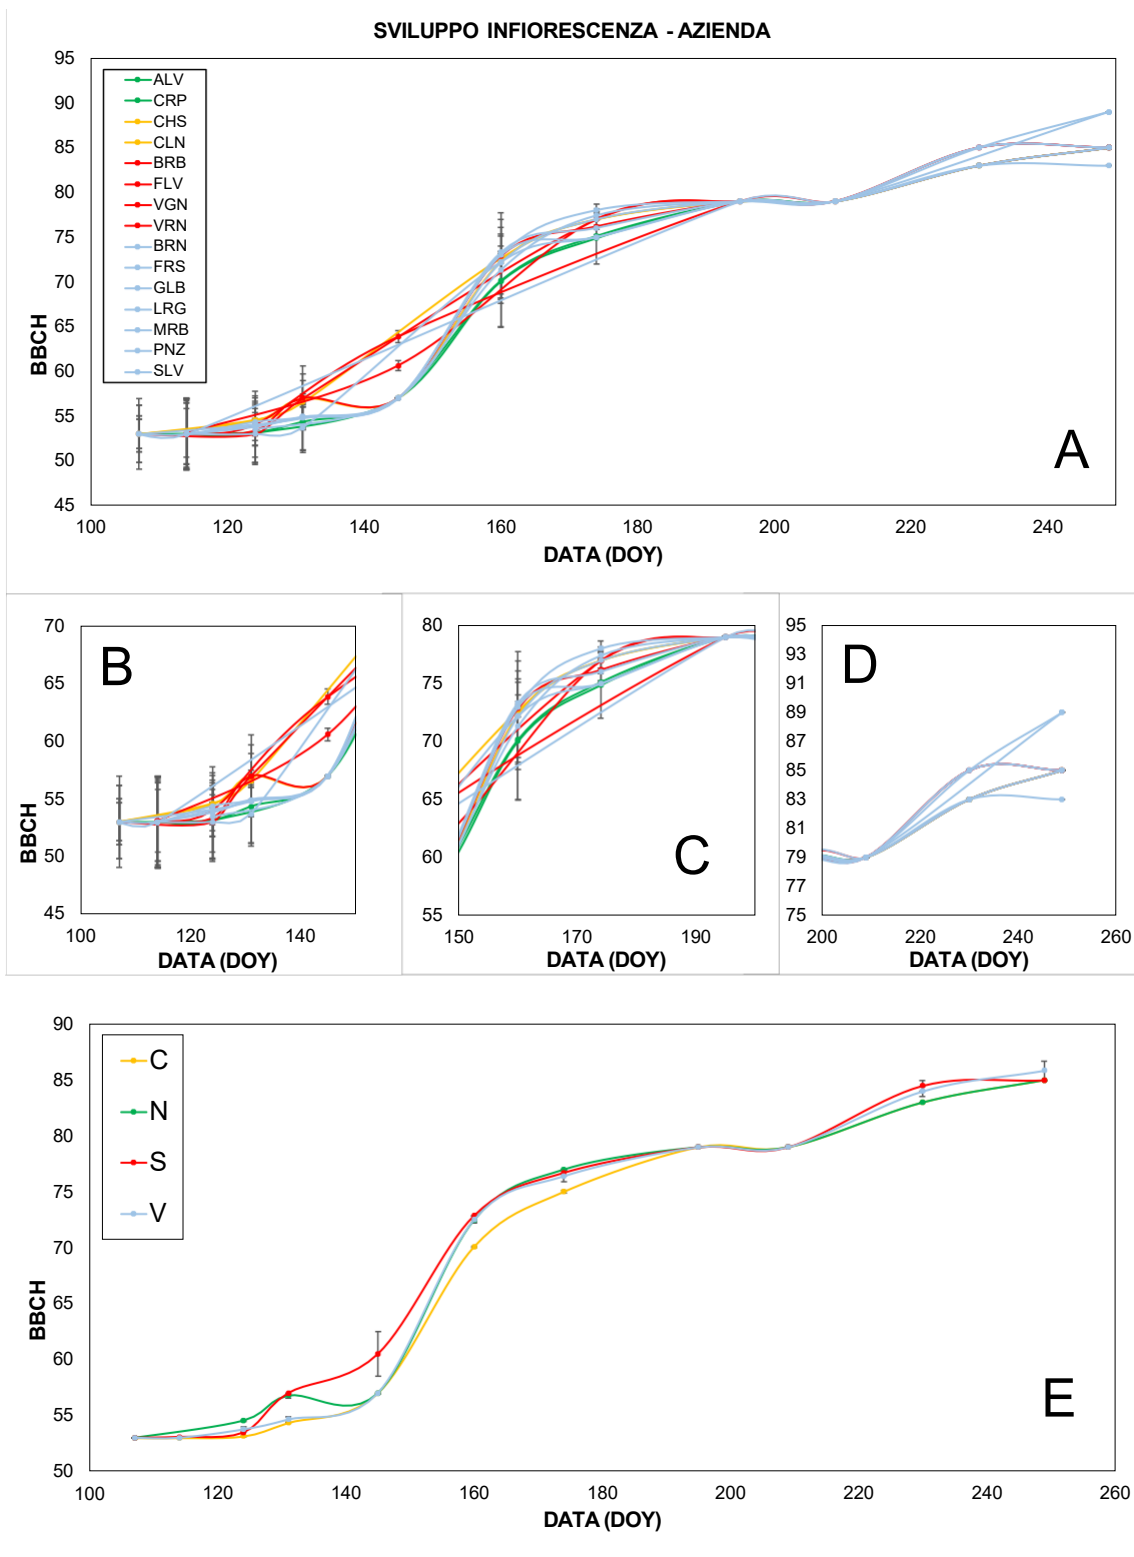 SVILUPPO INFIORESCENZA - AZIENDA
95
90
85
80
75
70
65
60
55
50
45
BBCH
ALV
CRP
CHS
CLN
BRB
FLV
VGN
VRN
BRN
FRS
GLB
LRG
MRB
PNZ
SLV
A
100 120 140 160 180 200 220 240
DATA (DOY)
B
70
65
60
55
50
45
BBCH
100 120 140
DATA (DOY)
C
80
75
70
65
60
55
150 170 190
DATA (DOY)
D
95
93
91
89
87
85
83
81
79
77
75
200 220 240 260
DATA (DOY)
90
85
80
75
70
65
60
55
50
BBCH
C
N
S
V
E
100 120 140 160 180 200 220 240 260
DATA (DOY)